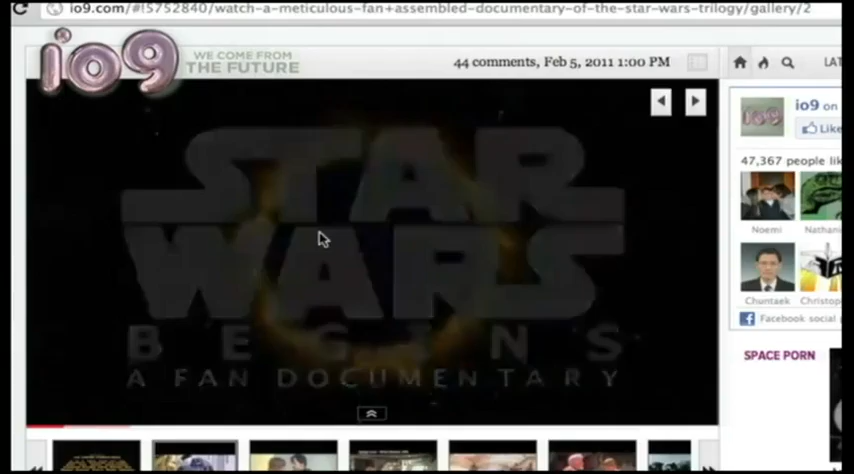 io9.com/#!5752840/watch-a-meticulous-fan+assembled-documentary-of-the-star-wars-trilogy/gallery/2
io9
WE COME FROM
THE FUTURE
44 comments, Feb 5, 2011 1:00 PM
LAT
io9 on
Like
47,367 people lik
Noemi
Nathani
Chuntaek
Christop
Facebook social p
SPACE PORN
STAR
WARS
BEGINS
A FAN DOCUMENTARY